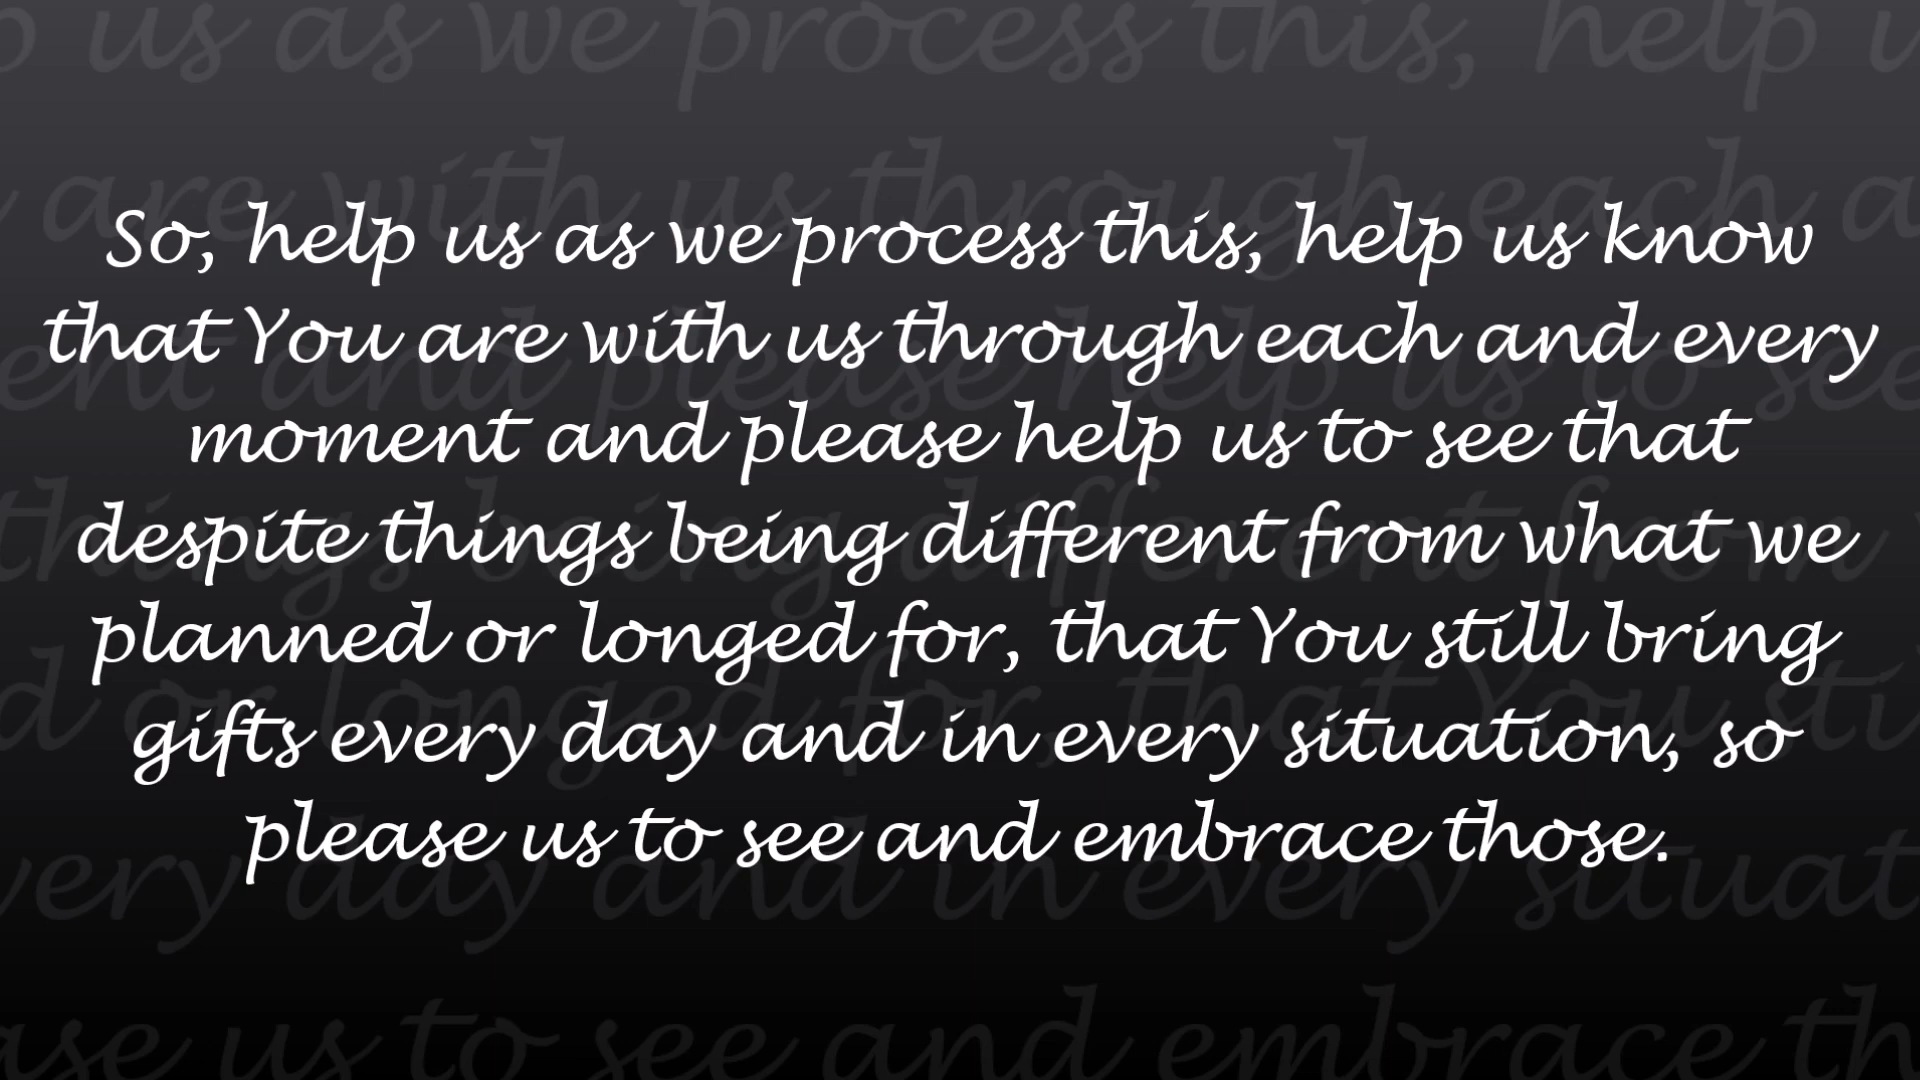 So, help us as we process this, help us know
that You are with us through each and every
moment and please help us to see that
despite things being different from what we
planned or longed for, that You still bring
gifts every day and in every situation, so
please us to see and embrace those.